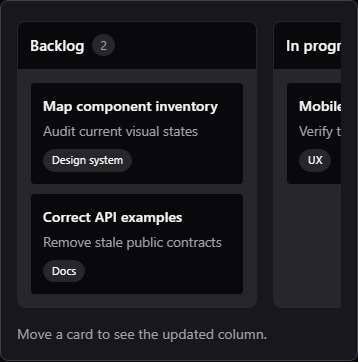 Backlog 2
Map component inventory
Audit current visual states
Design system
Correct API examples
Remove stale public contracts
Docs
In progr
Mobile
Verify t
UX
Move a card to see the updated column.